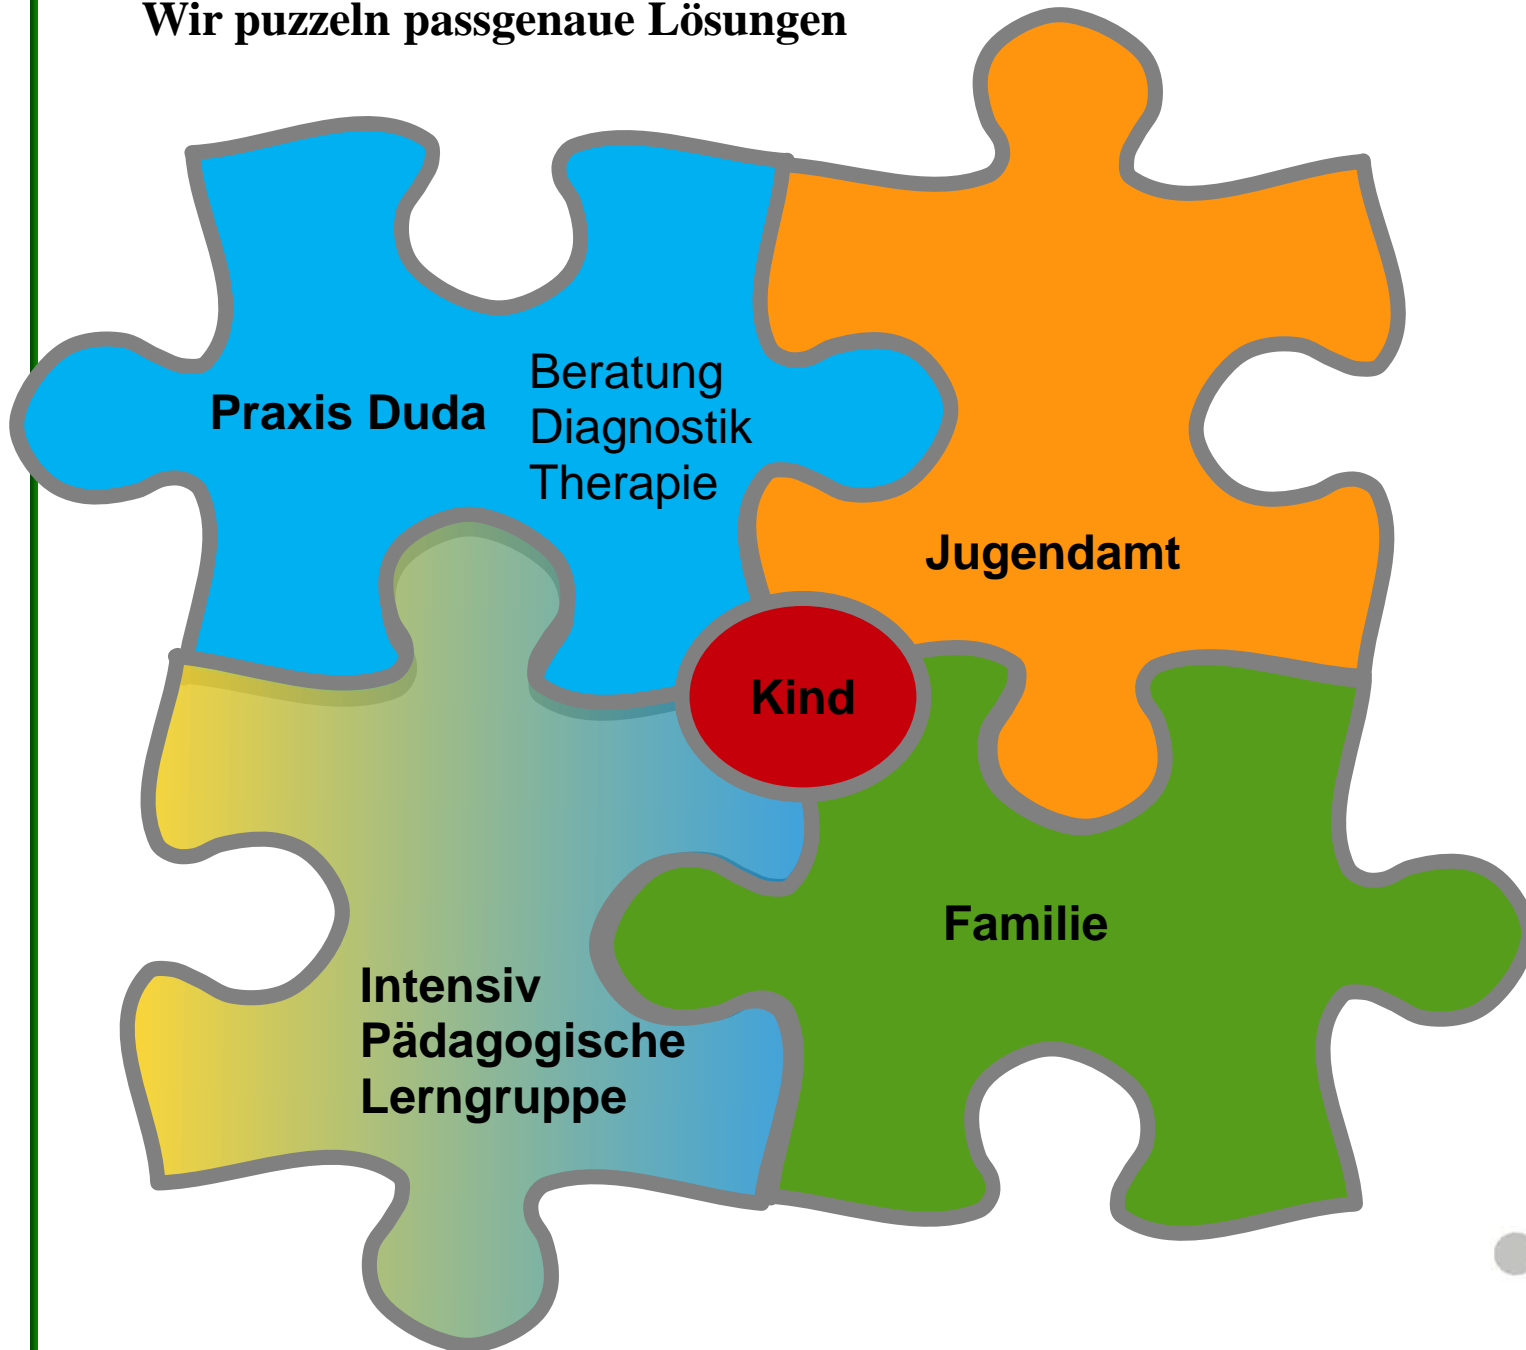 Wir puzzeln passgenaue Lösungen
Praxis Duda
Beratung
Diagnostik
Therapie
Jugendamt
Kind
Familie
Intensiv
Pädagogische
Lerngruppe